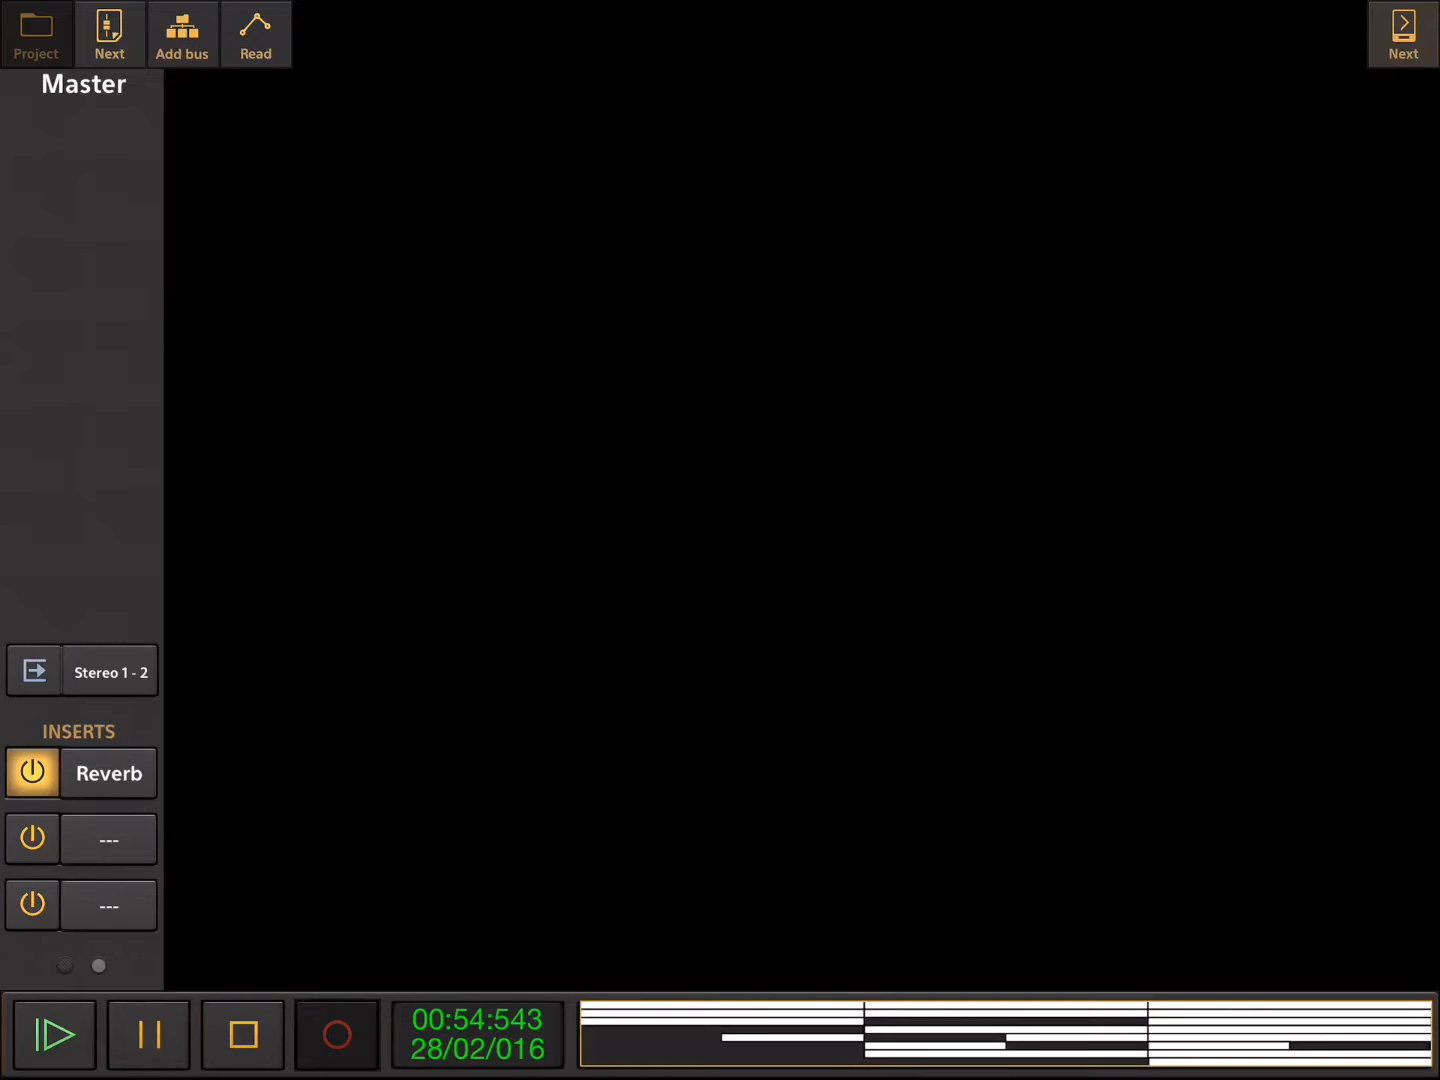 Project
Next
Add bus
Read
Next
Master
Stereo 1 - 2
INSERTS
Reverb
---
---
00:54:543
28/02/016